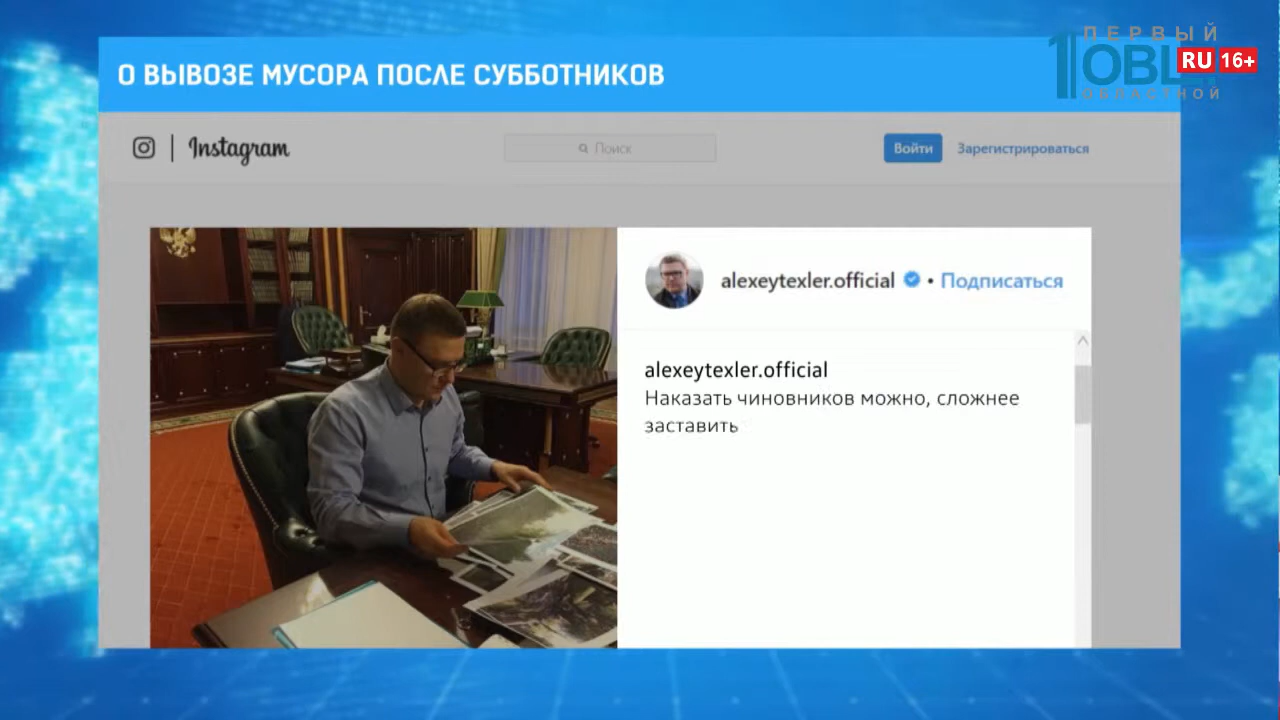 ПЕРВЫЙ
1OBL
RU 16+
ОБЛАСТНОЙ
О ВЫВОЗЕ МУСОРА ПОСЛЕ СУББОТНИКОВ
Instagram
Поиск
Войти
Зарегистрироваться
alexeytexler.official • Подписаться
alexeytexler.official
Наказать чиновников можно, сложнее
заставить